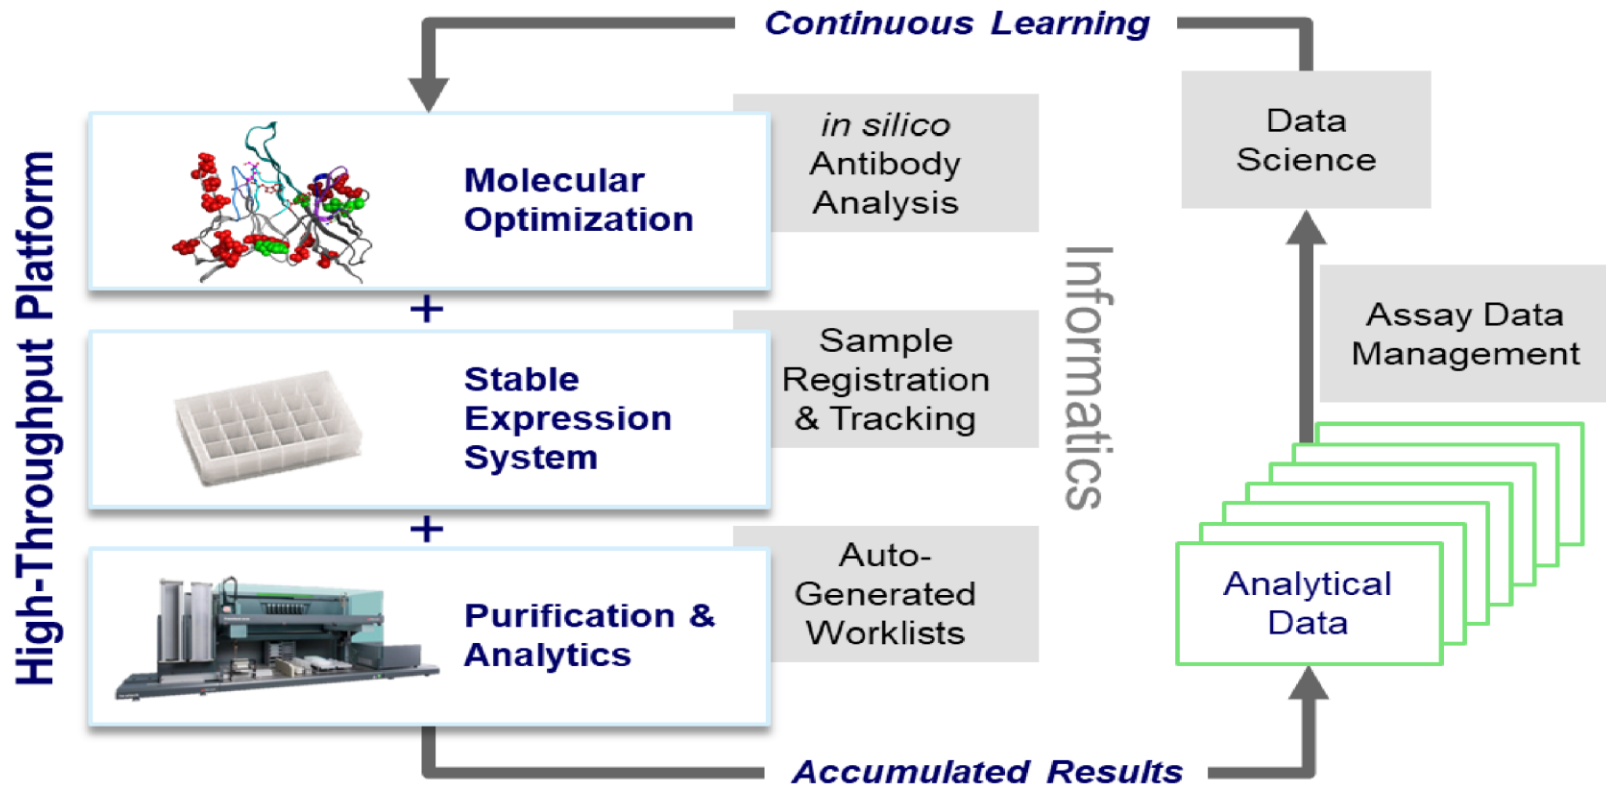 Continuous Learning
High-Throughput Platform
Molecular
Optimization
in silico
Antibody
Analysis
+
Stable
Expression
System
Sample
Registration
& Tracking
+
Purification &
Analytics
Auto-
Generated
Worklists
Informatics
Data
Science
Assay Data
Management
Analytical
Data
Accumulated Results